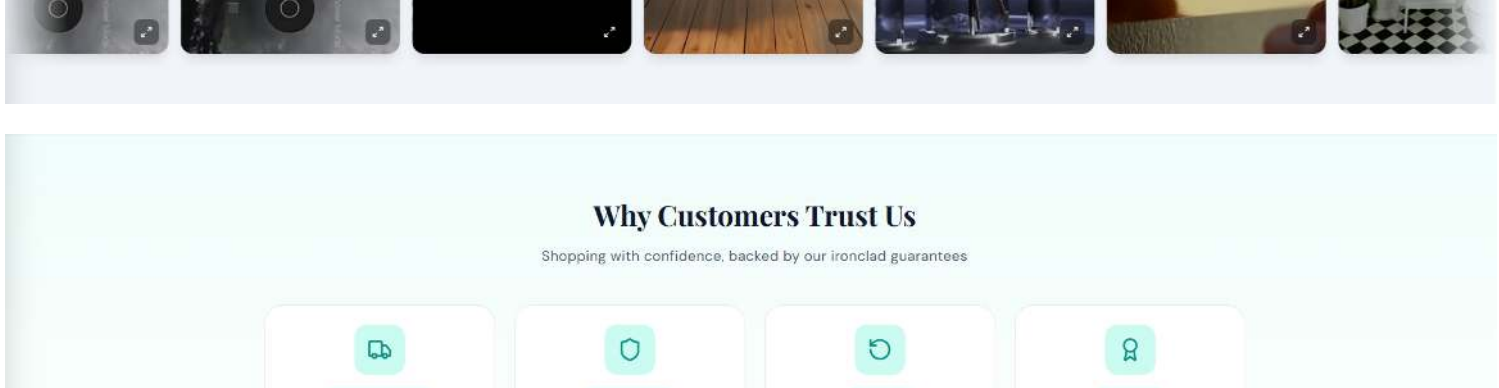 Why Customers Trust Us
Shopping with confidence, backed by our ironclad guarantees